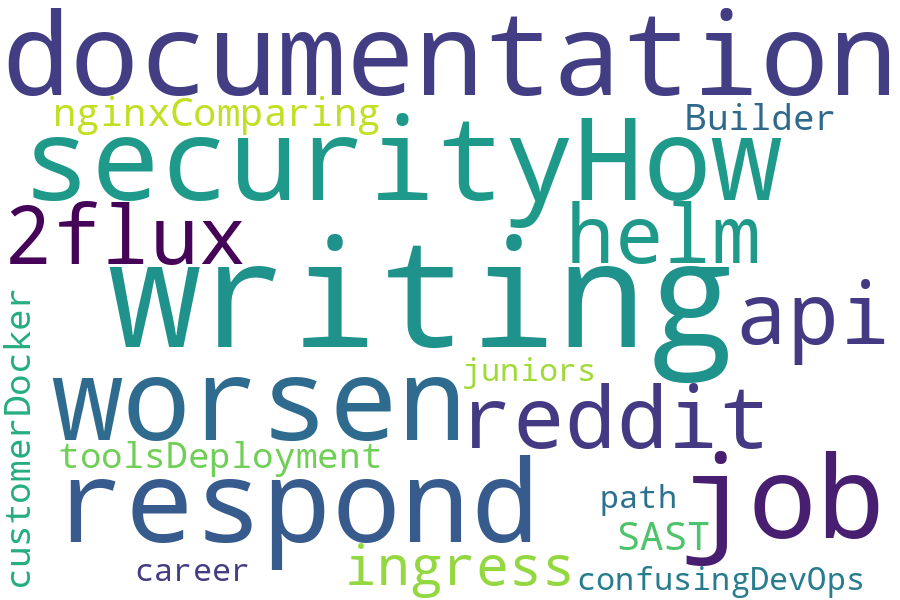 documentation
nginxComparing
Builder
securityHow
2flux
helm
writing
api
customerDocker
juniors
worsen
reddit
toolsDeployment
respond
job
path
SAST
career
ingress
confusingDevOps